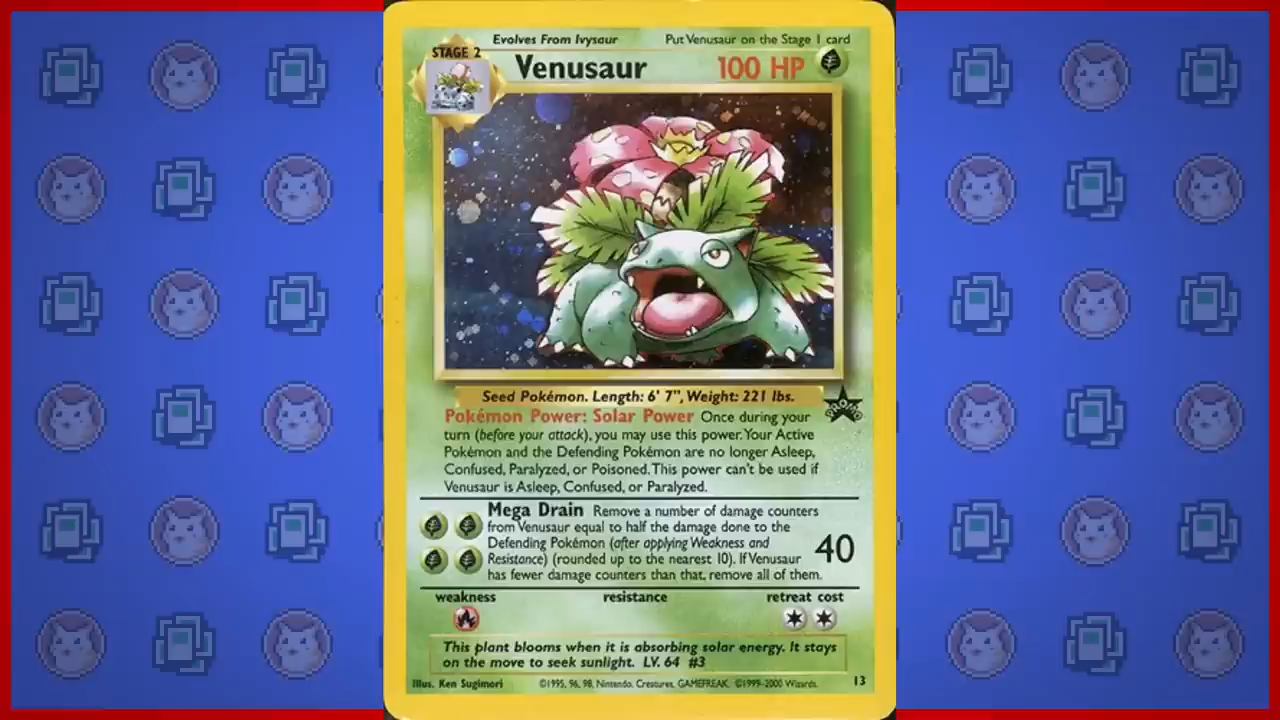 Evolves From Ivysaur Put Venusaur on the Stage 1 card
STAGE 2
Venusaur 100 HP
Seed Pokémon. Length: 6' 7", Weight: 221 lbs.
PROMO
Pokémon Power: Solar Power Once during your
turn (before your attack), you may use this power. Your Active
Pokémon and the Defending Pokémon are no longer Asleep,
Confused, Paralyzed, or Poisoned. This power can't be used if
Venusaur is Asleep, Confused, or Paralyzed.
Mega Drain Remove a number of damage counters
from Venusaur equal to half the damage done to the
Defending Pokémon (after applying Weakness and
Resistance) (rounded up to the nearest 10). If Venusaur
has fewer damage counters than that, remove all of them.
40
weakness resistance retreat cost
This plant blooms when it is absorbing solar energy. It stays
on the move to seek sunlight. LV. 64 #3
Illus. Ken Sugimori ©1995, 96, 98, Nintendo, Creatures, GAMEFREAK. ©1999-2000 Wizards. 13